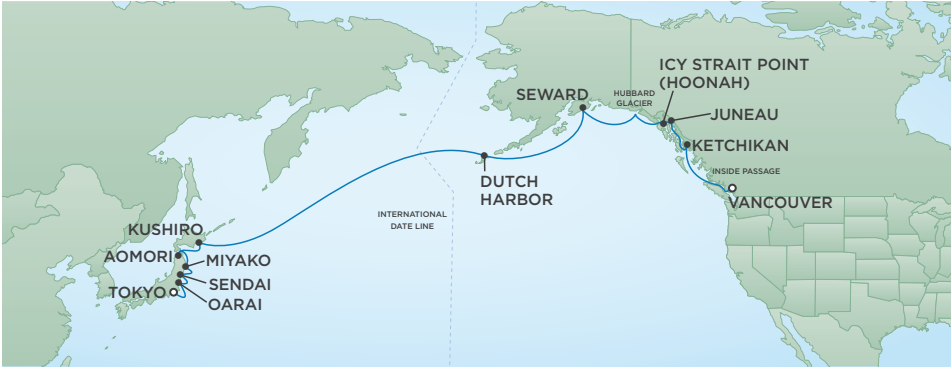 ICY STRAIT POINT
(HOONAH)
SEWARD
HUBBARD
GLACIER
JUNEAU
KETCHIKAN
INSIDE PASSAGE
DUTCH
HARBOR
VANCOUVER
INTERNATIONAL
DATE LINE
KUSHIRO
AOMORI
MIYAKO
SENDAI
TOKYO
OARAI